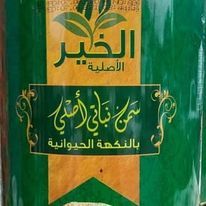 الخير
الأصلية
سمن نباتي أصلي
بالنكهة الحيوانية